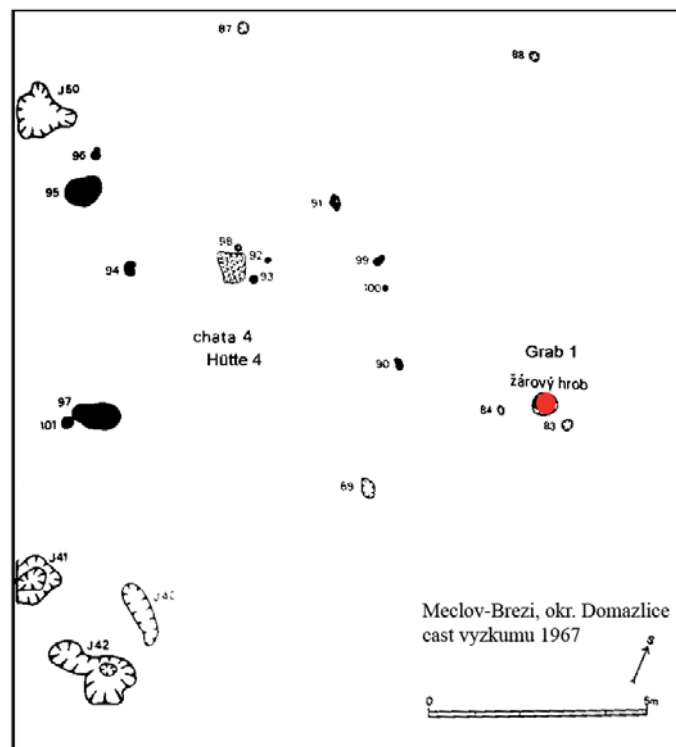 87
88
J50
96
95
91
98
92
99
94
93
100
chata 4
Hütte 4
Grab 1
90
žárový hrob
97
84
101
83
89
J41
Meclov-Brezi, okr. Domazlice
cast vyzkumu 1967
J42
S
0
5m